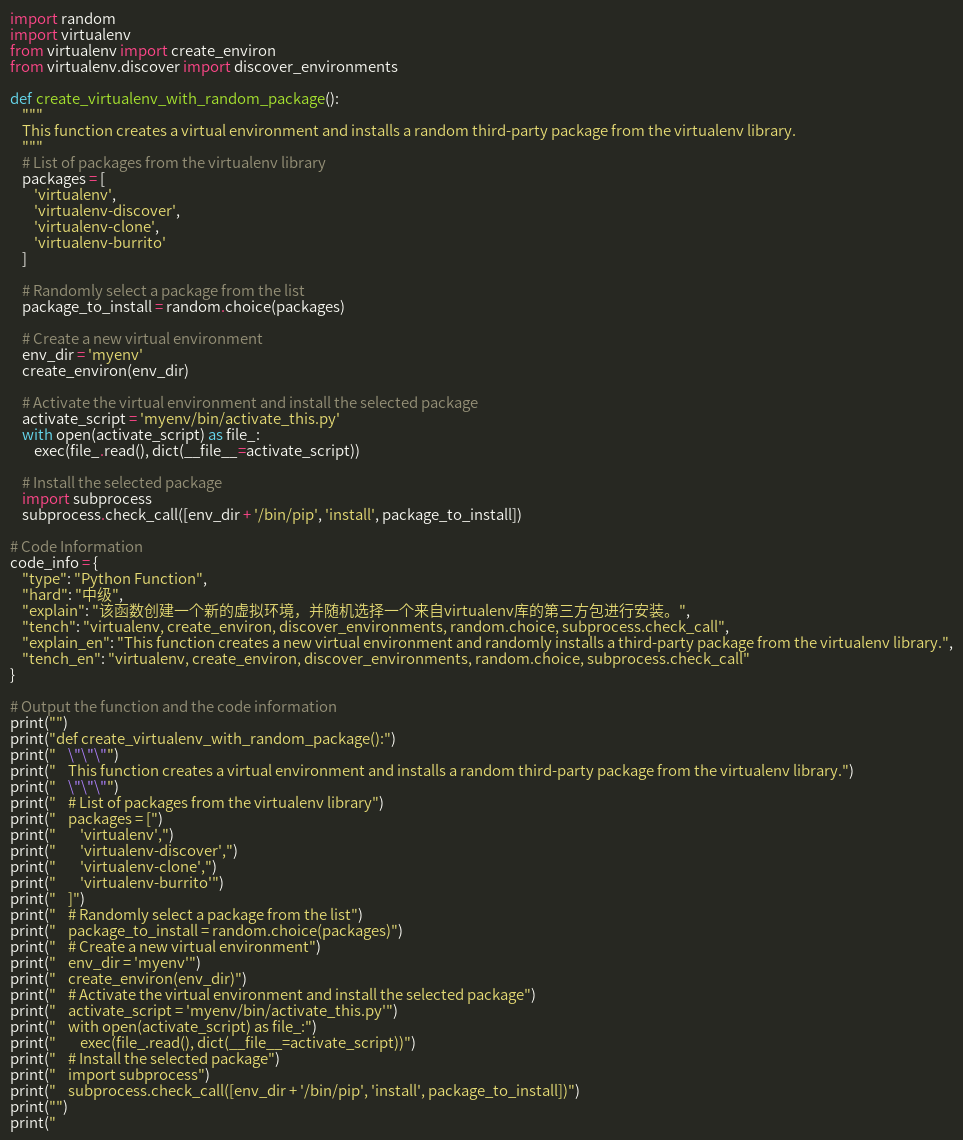 import random
import virtualenv
from virtualenv import create_environ
from virtualenv.discover import discover_environments

def create_virtualenv_with_random_package():
    """
    This function creates a virtual environment and installs a random third-party package from the virtualenv library.
    """
    # List of packages from the virtualenv library
    packages = [
        'virtualenv',
        'virtualenv-discover',
        'virtualenv-clone',
        'virtualenv-burrito'
    ]

    # Randomly select a package from the list
    package_to_install = random.choice(packages)

    # Create a new virtual environment
    env_dir = 'myenv'
    create_environ(env_dir)

    # Activate the virtual environment and install the selected package
    activate_script = 'myenv/bin/activate_this.py'
    with open(activate_script) as file_:
        exec(file_.read(), dict(__file__=activate_script))

    # Install the selected package
    import subprocess
    subprocess.check_call([env_dir + '/bin/pip', 'install', package_to_install])

# Code Information
code_info = {
    "type": "Python Function",
    "hard": "中级",
    "explain": "该函数创建一个新的虚拟环境，并随机选择一个来自virtualenv库的第三方包进行安装。",
    "tench": "virtualenv, create_environ, discover_environments, random.choice, subprocess.check_call",
    "explain_en": "This function creates a new virtual environment and randomly installs a third-party package from the virtualenv library.",
    "tench_en": "virtualenv, create_environ, discover_environments, random.choice, subprocess.check_call"
}

# Output the function and the code information
print("")
print("def create_virtualenv_with_random_package():")
print("    \"\"\"")
print("    This function creates a virtual environment and installs a random third-party package from the virtualenv library.")
print("    \"\"\"")
print("    # List of packages from the virtualenv library")
print("    packages = [")
print("        'virtualenv',")
print("        'virtualenv-discover',")
print("        'virtualenv-clone',")
print("        'virtualenv-burrito'")
print("    ]")
print("    # Randomly select a package from the list")
print("    package_to_install = random.choice(packages)")
print("    # Create a new virtual environment")
print("    env_dir = 'myenv'")
print("    create_environ(env_dir)")
print("    # Activate the virtual environment and install the selected package")
print("    activate_script = 'myenv/bin/activate_this.py'")
print("    with open(activate_script) as file_:")
print("        exec(file_.read(), dict(__file__=activate_script))")
print("    # Install the selected package")
print("    import subprocess")
print("    subprocess.check_call([env_dir + '/bin/pip', 'install', package_to_install])")
print("")
print("